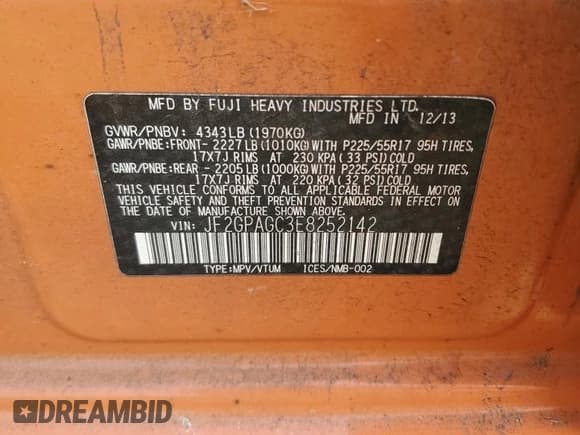 MFD BY FUJI HEAVY INDUSTRIES LTD.
MFD IN 12/13
GVWR/PNBV: 4343LB(1970KG)
GAWR/PNBE:FRONT- 2227LB(1010KG)WITH P225/55R17 95H TIRES,
17X7J RIMS AT 230 KPA(33 PSI)COLD
GAWR/PNBE:REAR - 2205LB(1000KG)WITH P225/55R17 95H TIRES,
17X7J RIMS AT 220 KPA(32 PSI)COLD
THIS VEHICLE CONFORMS TO ALL APPLICABLE FEDERAL MOTOR
VEHICLE SAFETY AND THEFT PREVENTION STANDARDS IN EFFECT
ON THE DATE OF MANUFACTURE SHOWN ABOVE.
VIN: JF2GPAGC3E8252142
TYPE:MPV/VTUM ICES/NMB-002
DREAMBID